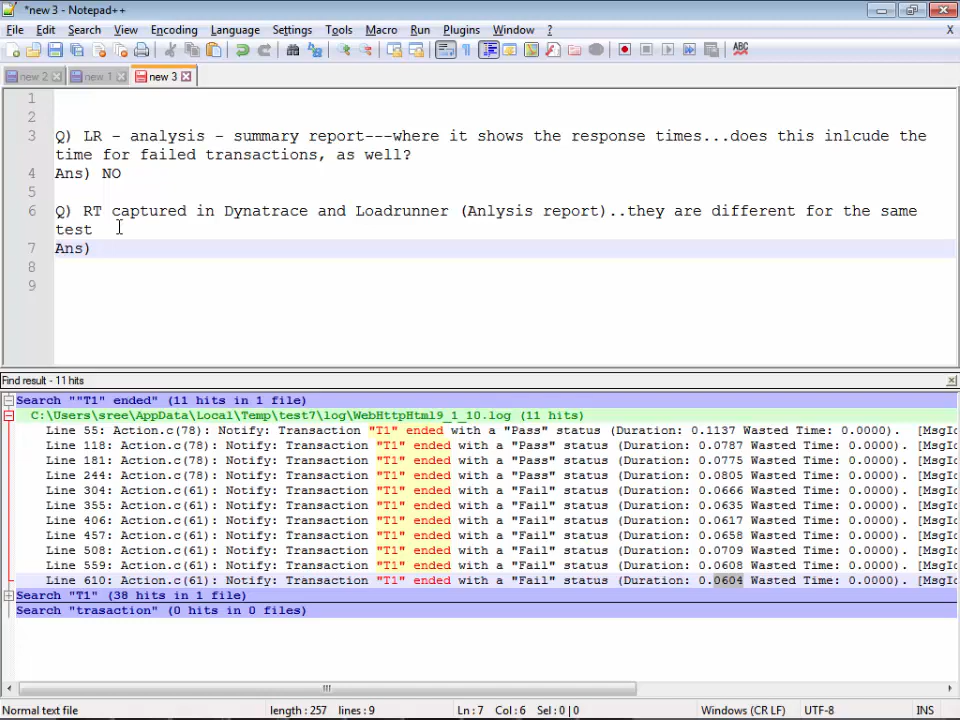 *new 3 - Notepad++
File Edit Search View Encoding Language Settings Tools Macro Run Plugins Window ? X
ABC
new 2 new 1 new 3
1
2
3 Q) LR - analysis - summary report---where it shows the response times...does this inlcude the
time for failed transactions, as well?
4 Ans) NO
5
6 Q) RT captured in Dynatrace and Loadrunner (Anlysis report)..they are different for the same
test
7 Ans)
8
9
Find result - 11 hits
Search ""T1" ended" (11 hits in 1 file)
C:\Users\sree\AppData\Local\Temp\test7\log\WebHttpHtml9_1_10.log (11 hits)
Line 55: Action.c(78): Notify: Transaction "T1" ended with a "Pass" status (Duration: 0.1137 Wasted Time: 0.0000). [MsgId
Line 118: Action.c(78): Notify: Transaction "T1" ended with a "Pass" status (Duration: 0.0787 Wasted Time: 0.0000). [MsgI
Line 181: Action.c(78): Notify: Transaction "T1" ended with a "Pass" status (Duration: 0.0775 Wasted Time: 0.0000). [MsgI
Line 244: Action.c(78): Notify: Transaction "T1" ended with a "Pass" status (Duration: 0.0805 Wasted Time: 0.0000). [MsgI
Line 304: Action.c(61): Notify: Transaction "T1" ended with a "Fail" status (Duration: 0.0666 Wasted Time: 0.0000). [MsgI
Line 355: Action.c(61): Notify: Transaction "T1" ended with a "Fail" status (Duration: 0.0635 Wasted Time: 0.0000). [MsgI
Line 406: Action.c(61): Notify: Transaction "T1" ended with a "Fail" status (Duration: 0.0617 Wasted Time: 0.0000). [MsgI
Line 457: Action.c(61): Notify: Transaction "T1" ended with a "Fail" status (Duration: 0.0658 Wasted Time: 0.0000). [MsgI
Line 508: Action.c(61): Notify: Transaction "T1" ended with a "Fail" status (Duration: 0.0709 Wasted Time: 0.0000). [MsgI
Line 559: Action.c(61): Notify: Transaction "T1" ended with a "Fail" status (Duration: 0.0608 Wasted Time: 0.0000). [MsgI
Line 610: Action.c(61): Notify: Transaction "T1" ended with a "Fail" status (Duration: 0.0604 Wasted Time: 0.0000). [MsgI
Search "T1" (38 hits in 1 file)
Search "trasaction" (0 hits in 0 files)
Normal text file length : 257 lines : 9 Ln : 7 Col : 6 Sel : 0 | 0 Windows (CR LF) UTF-8 INS